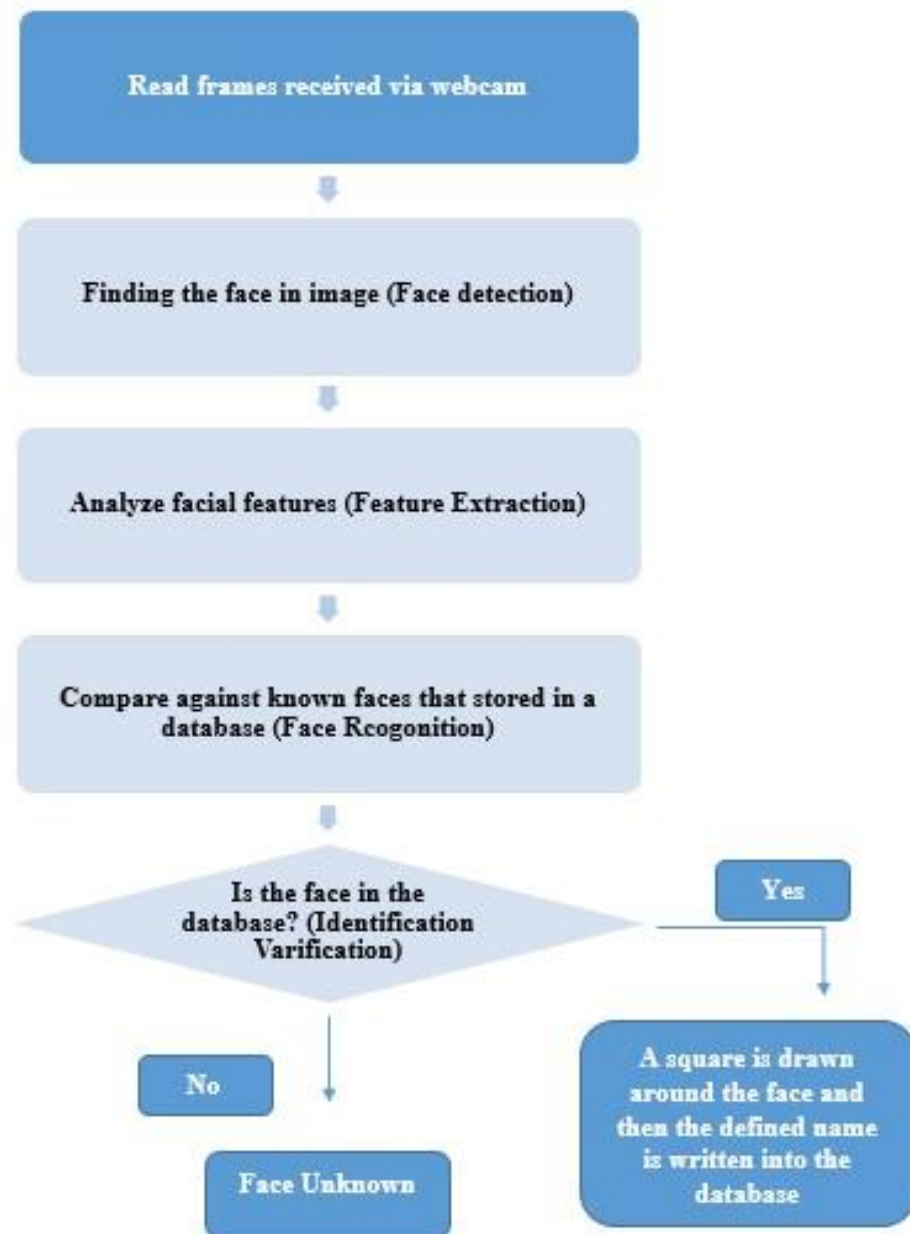 Read frames received via webcam
Finding the face in image (Face detection)
Analyze facial features (Feature Extraction)
Compare against known faces that stored in a
database (Face Rcogonition)
Is the face in the
database? (Identification
Varification)
Yes
No
A square is drawn
around the face and
then the defined name
is written into the
database
Face Unknown